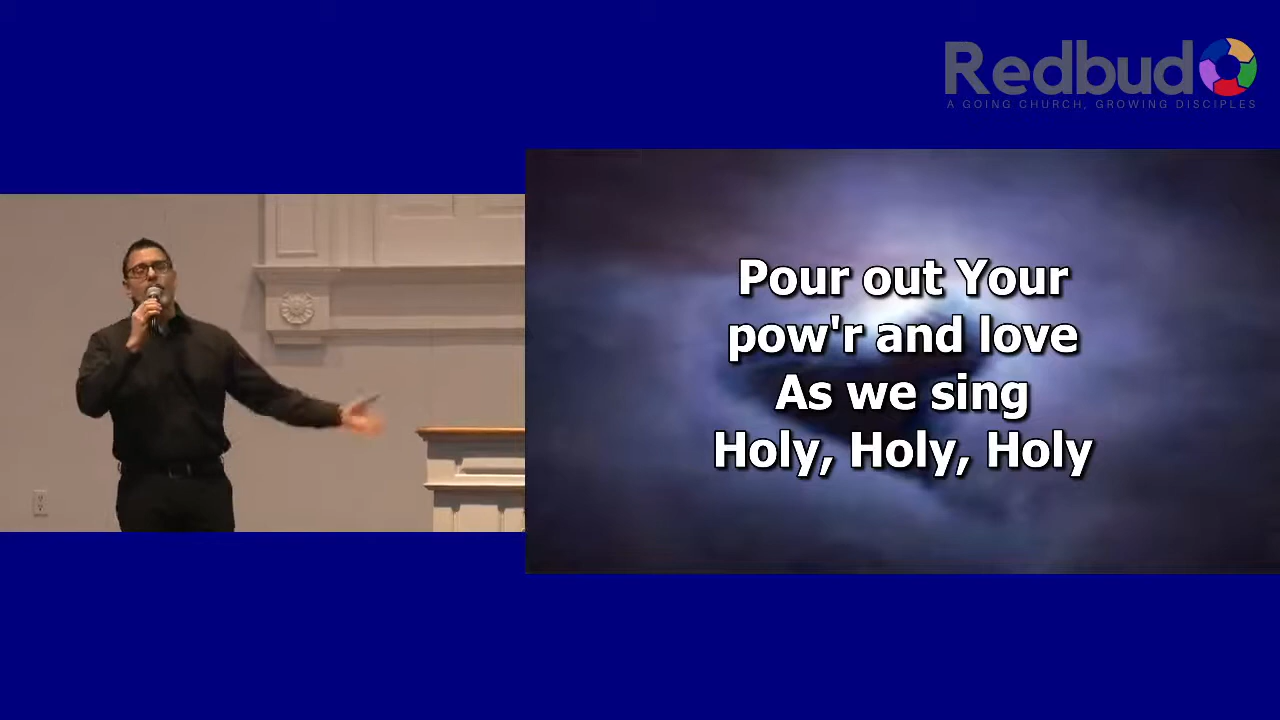 Redbud
A GOING CHURCH, GROWING DISCIPLES
Pour out Your
pow'r and love
As we sing
Holy, Holy, Holy